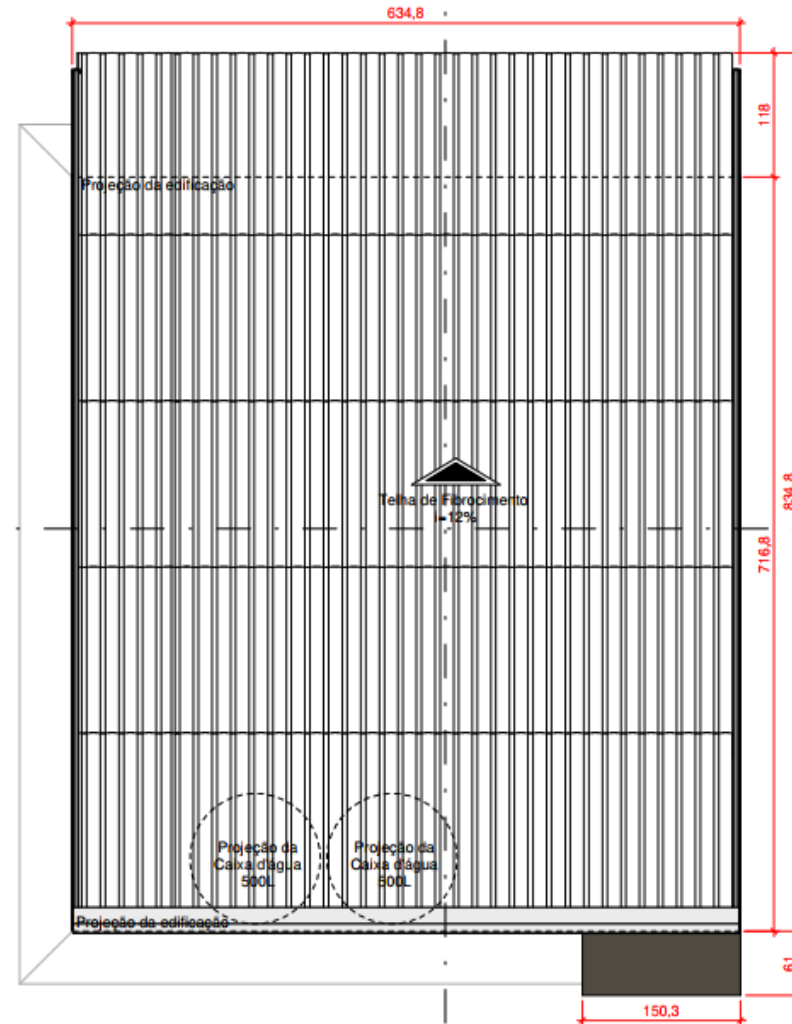 634,8
118
Projeção da edificação
834,8
Telha de Fibrocimento
i=12%
716,8
Projeção da
Caixa d'água
500L
Projeção da
Caixa d'água
500L
Projeção da edificação
61
150,3